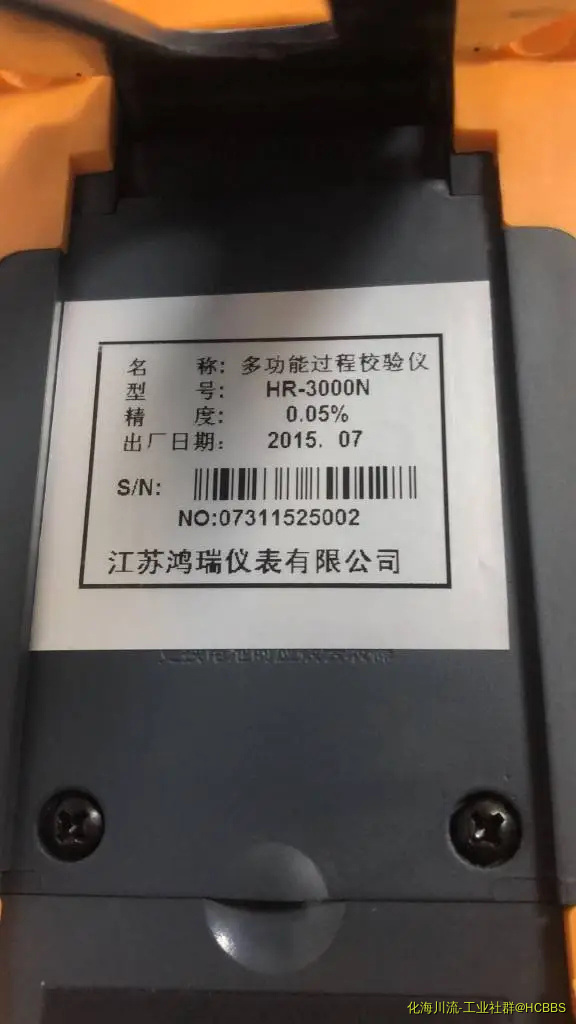 名 称: 多功能过程校验仪
型 号: HR-3000N
精 度: 0.05%
出厂日期: 2015. 07
S/N:
NO:07311525002
江苏鸿瑞仪表有限公司
化海川流-工业社群@HCBBS